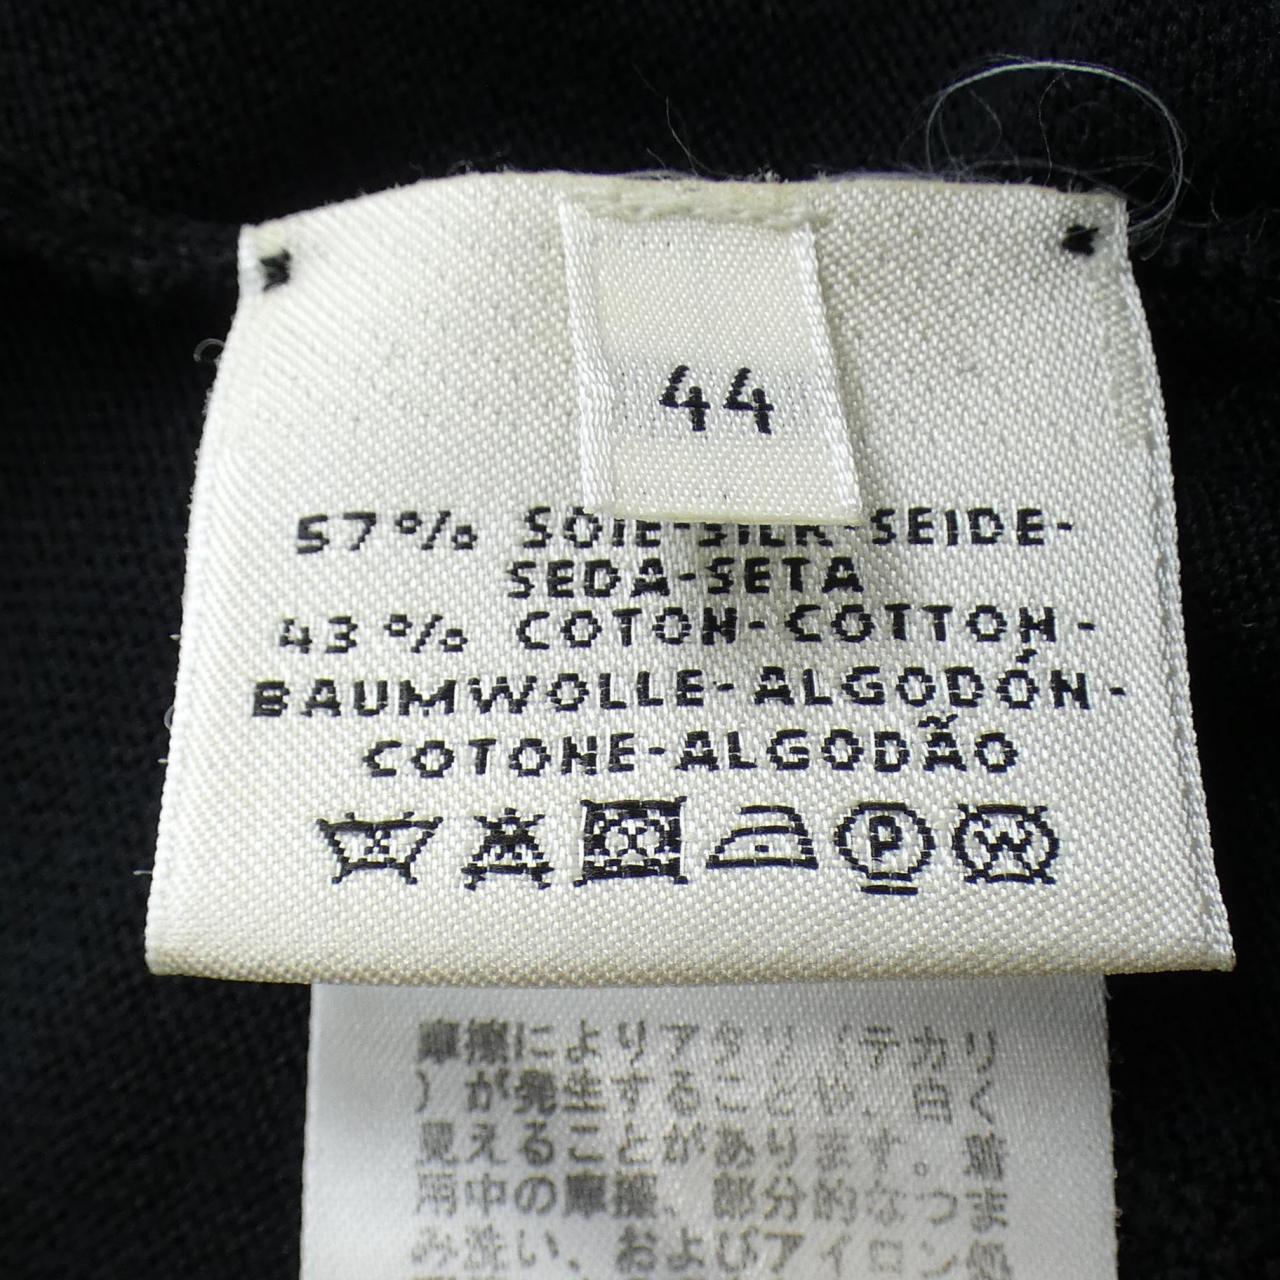 44
57% SOIE-SILK-SEIDE-
SEDA-SETA
43% COTON-COTTON-
BAUMWOLLE-ALGODÓN-
COTONE-ALGODÃO
P
W
摩擦によりアタリ(テカリ
)が発生することや、白く
見えることがあります。着
用中の摩擦、部分的なつま
み洗い、およびアイロン